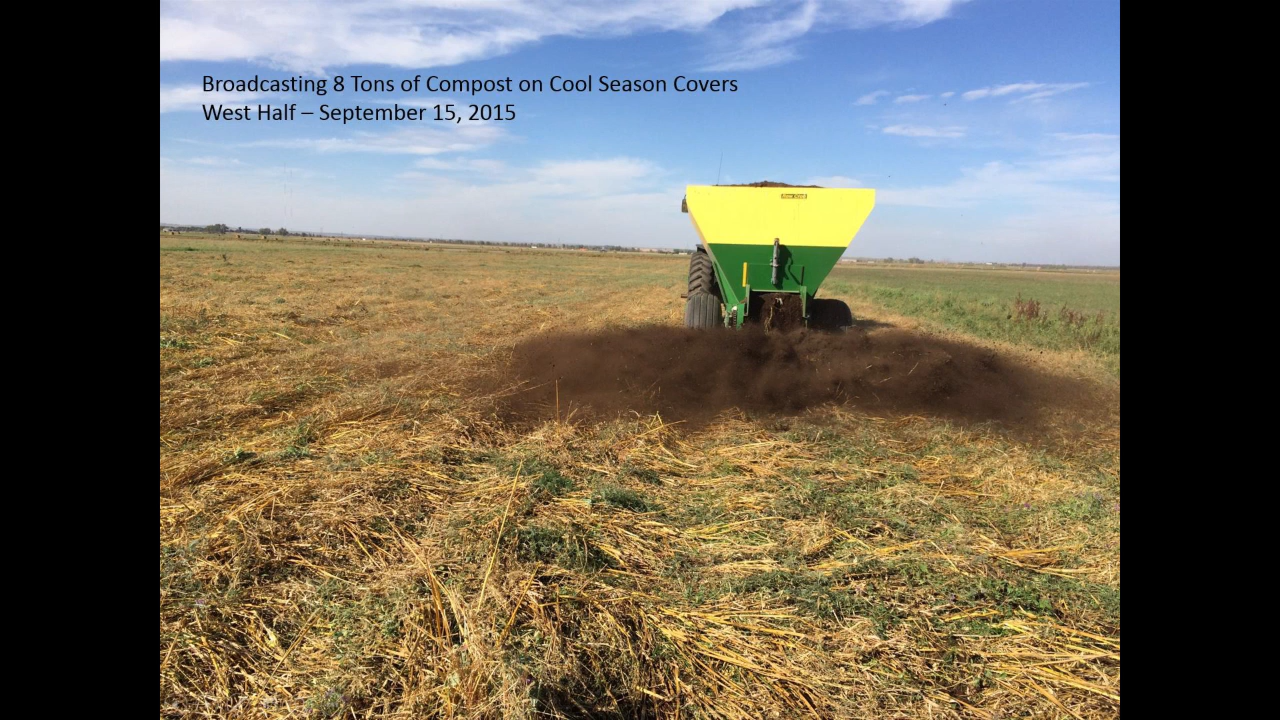 Broadcasting 8 Tons of Compost on Cool Season Covers
West Half – September 15, 2015